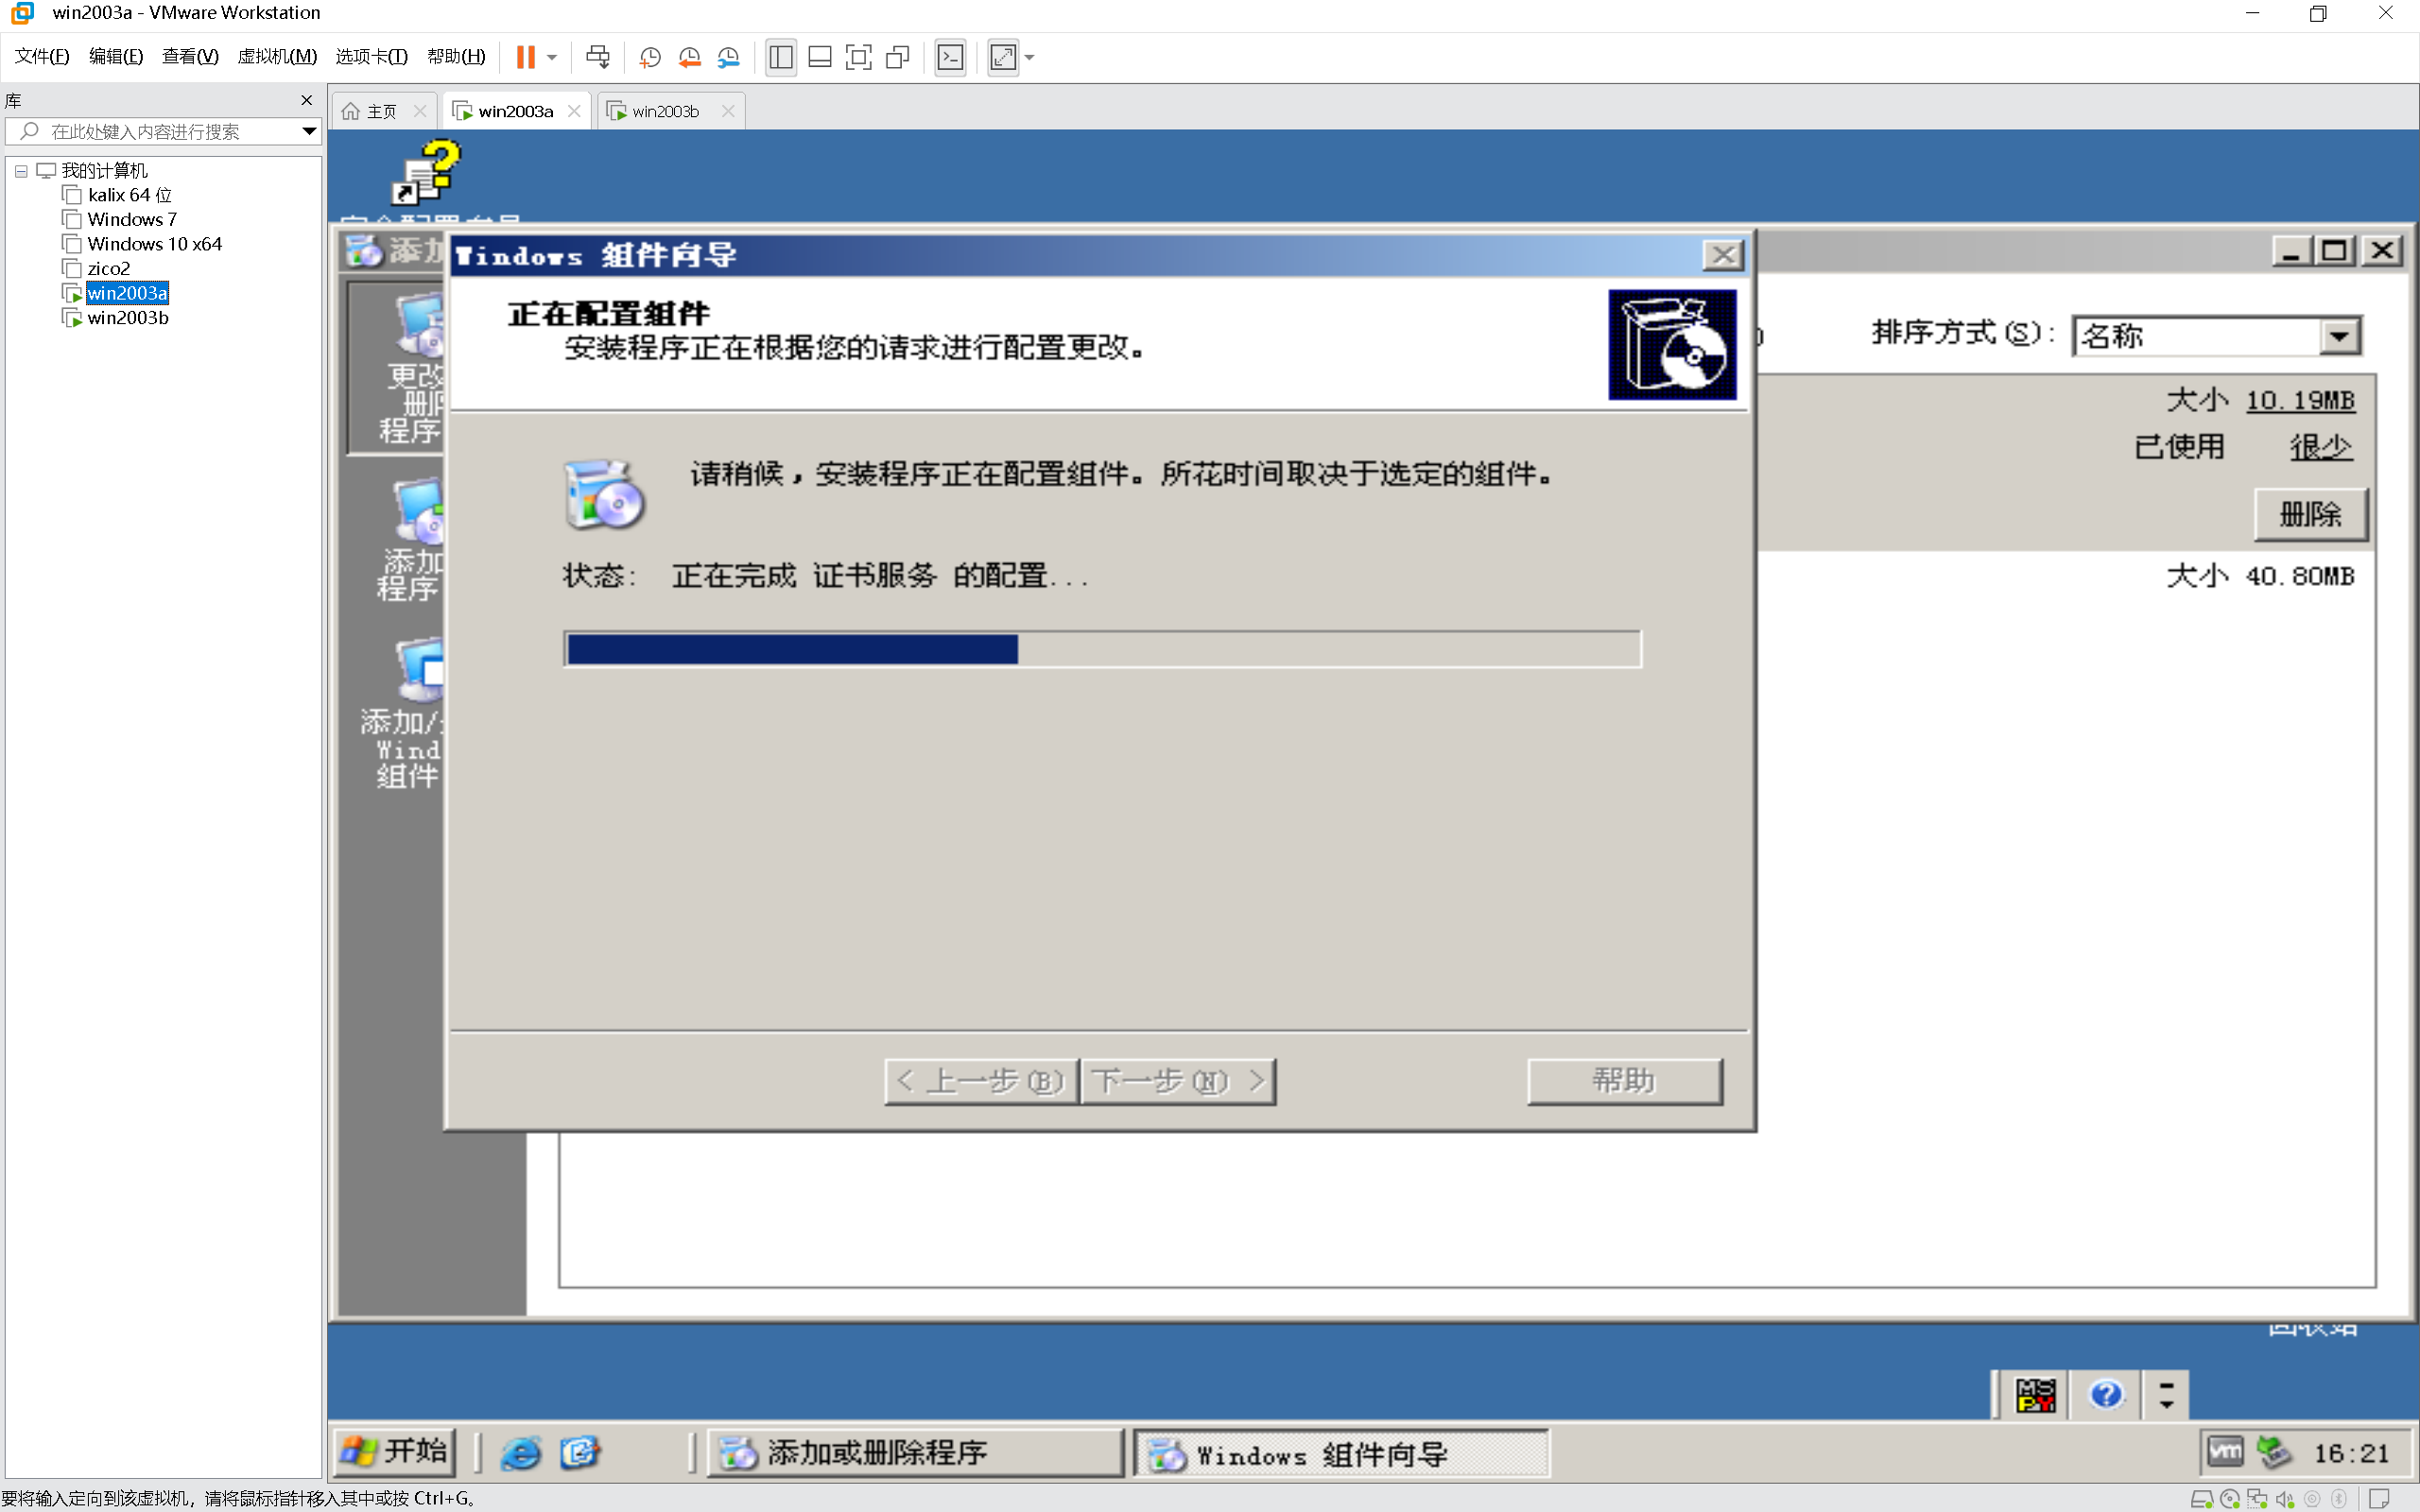 win2003a - VMware Workstation
文件(F) 编辑(E) 查看(V) 虚拟机(M) 选项卡(T) 帮助(H)
库
主页 win2003a win2003b
在此处键入内容进行搜索
我的计算机
kalix 64 位
Windows 7
Windows 10 x64
zico2
win2003a
win2003b
Windows 组件向导
正在配置组件
安装程序正在根据您的请求进行配置更改。
排序方式(S): 名称
大小 10.19MB
已使用 很少
删除
大小 40.80MB
更改
程序
添加
程序
添加/
Wind
组件
请稍候，安装程序正在配置组件。所花时间取决于选定的组件。
状态: 正在完成 证书服务 的配置...
< 上一步(B) 下一步(N) > 帮助
开始 添加或删除程序 Windows 组件向导 16:21
要将输入定向到该虚拟机，请将鼠标指针移入其中或按 Ctrl+G。